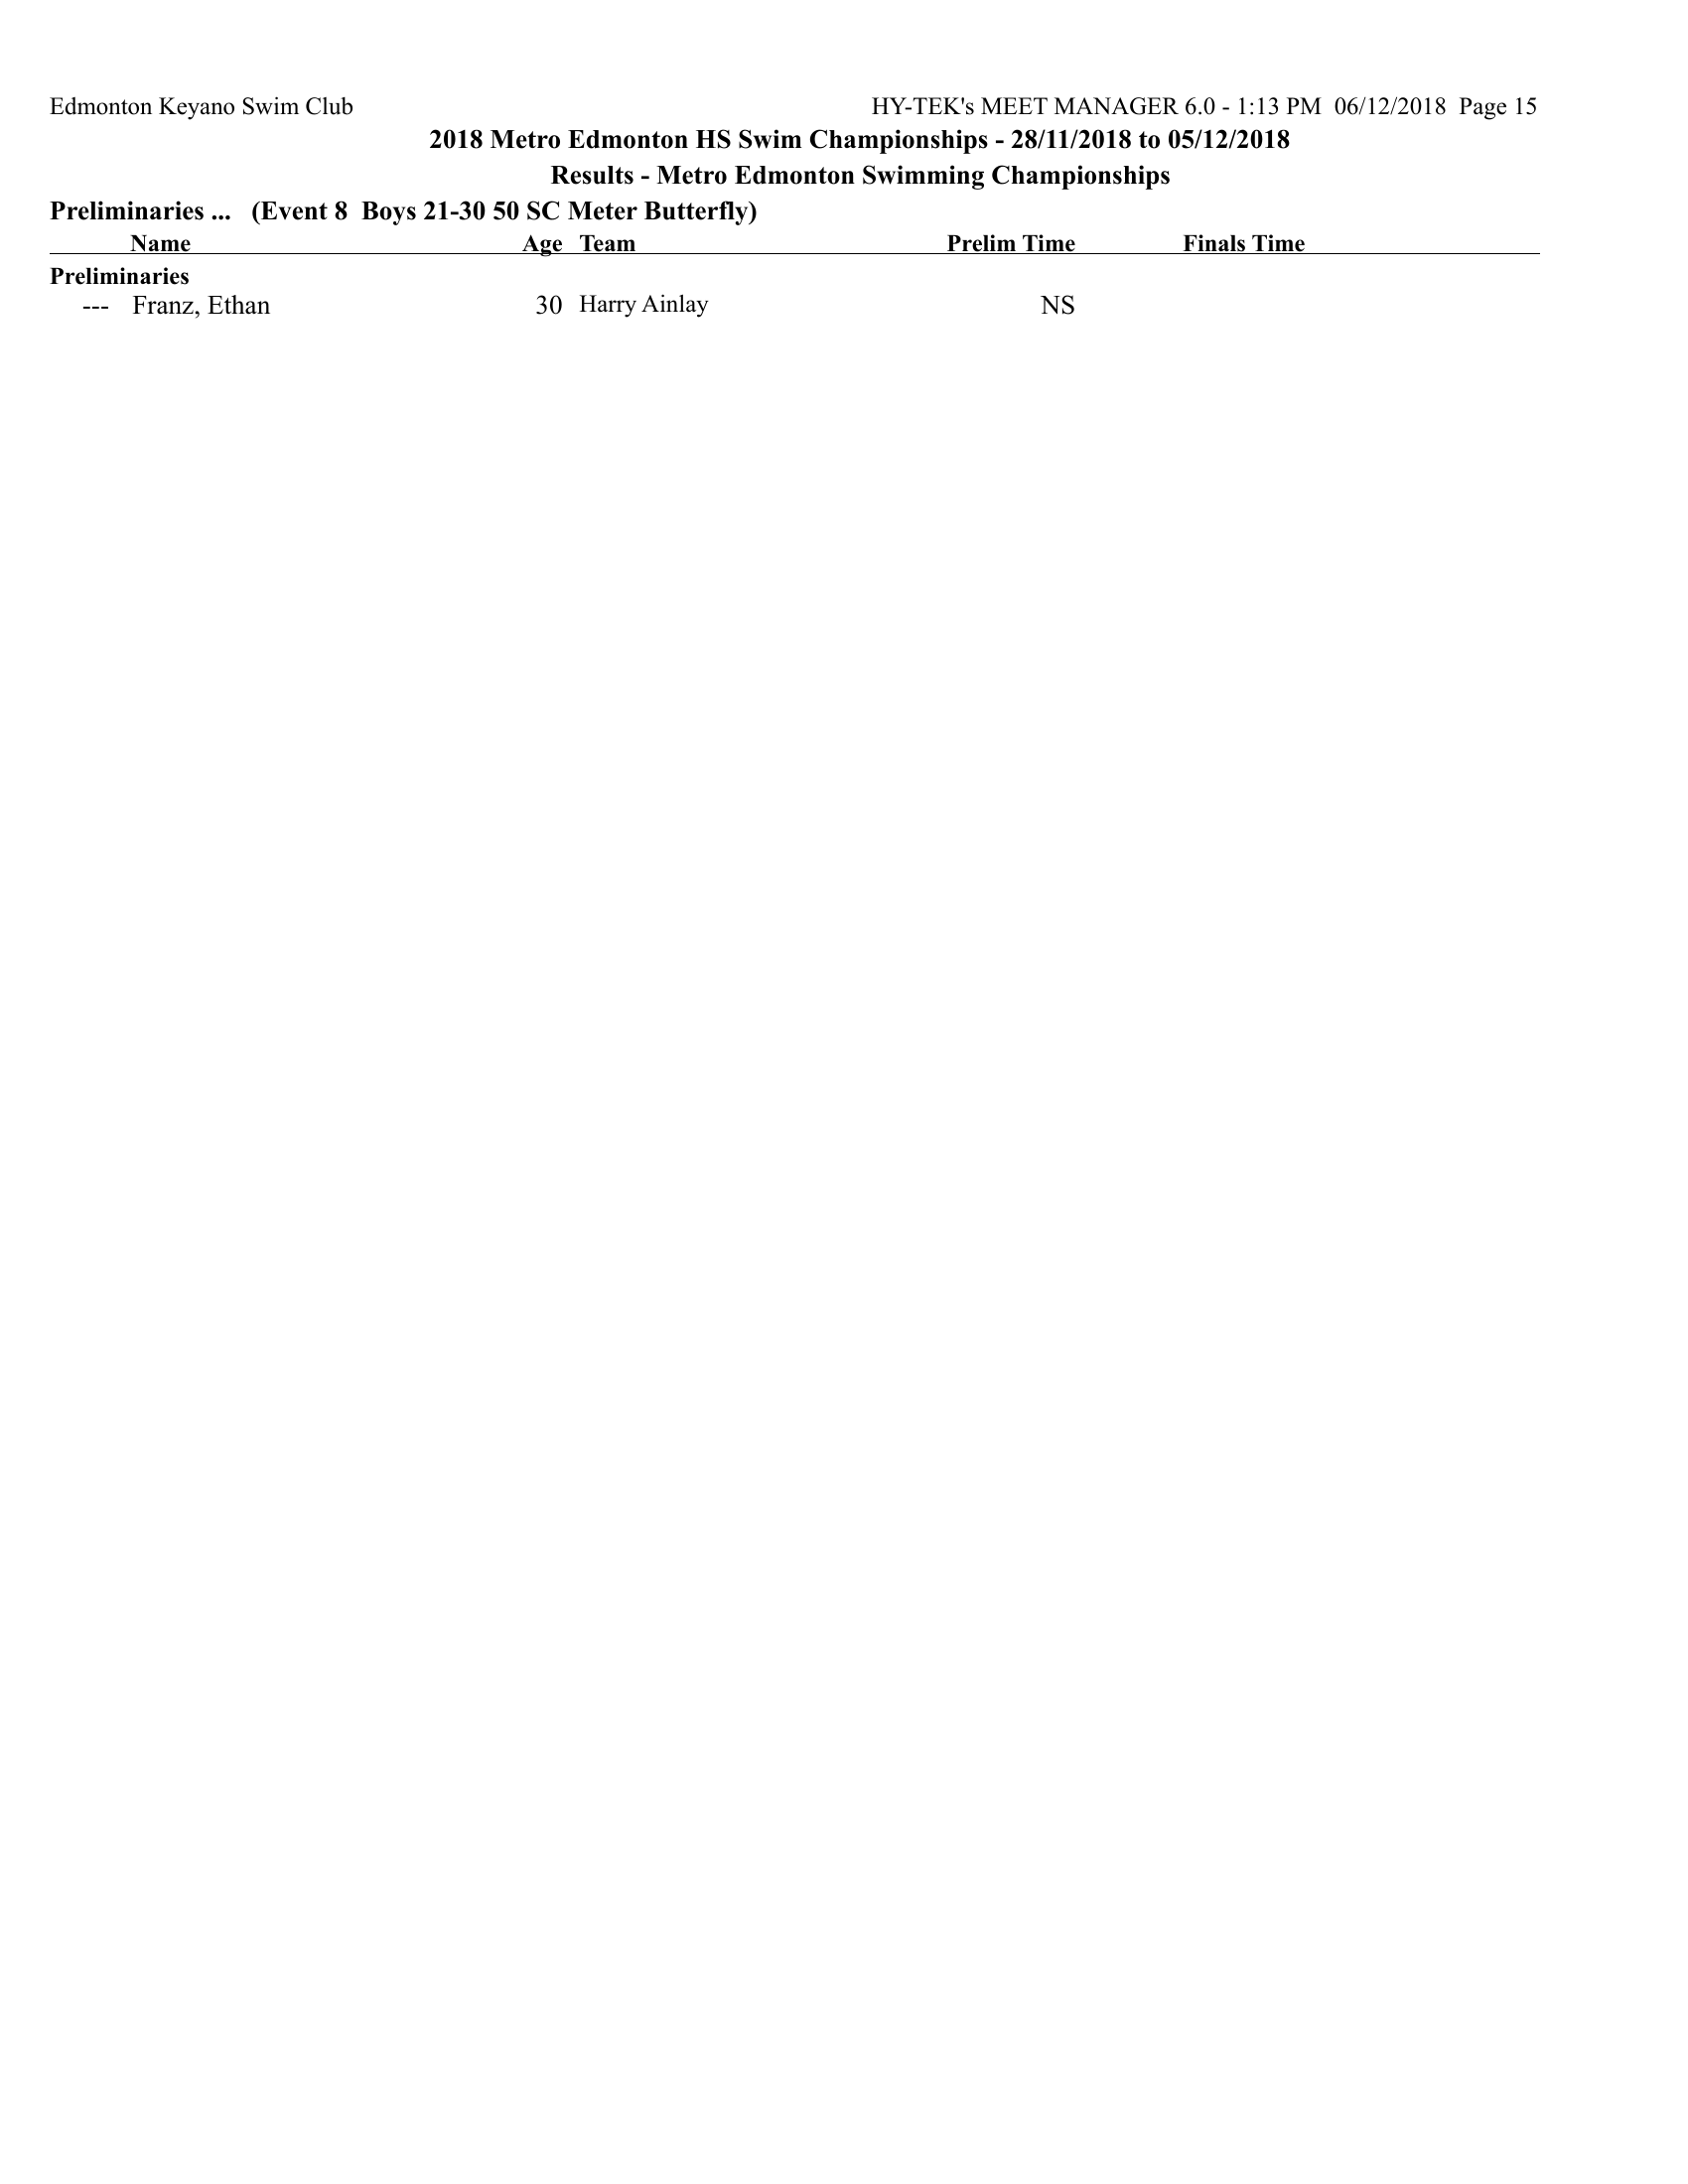 Edmonton Keyano Swim Club HY-TEK's MEET MANAGER 6.0 - 1:13 PM 06/12/2018 Page 15
2018 Metro Edmonton HS Swim Championships - 28/11/2018 to 05/12/2018
Results - Metro Edmonton Swimming Championships
Preliminaries ... (Event 8 Boys 21-30 50 SC Meter Butterfly)
Name Age Team Prelim Time Finals Time
Preliminaries
--- Franz, Ethan 30 Harry Ainlay NS